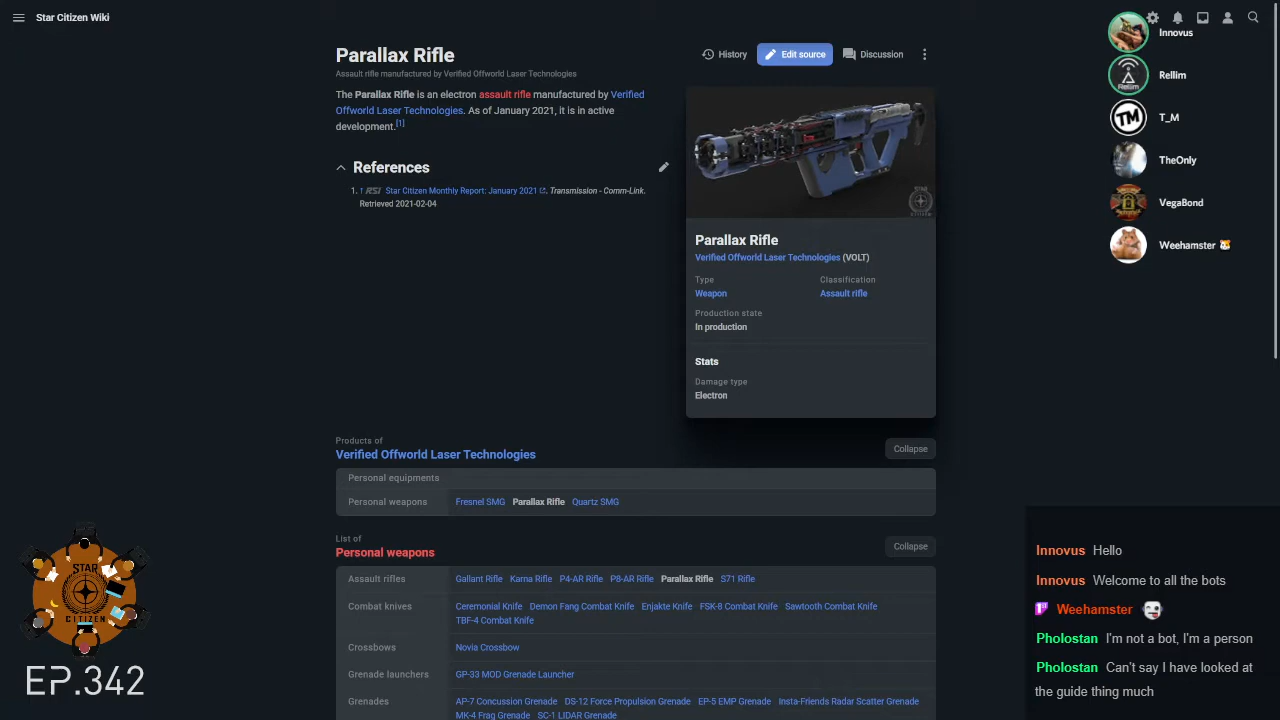 Star Citizen Wiki
Parallax Rifle
Assault rifle manufactured by Verified Offworld Laser Technologies
History
Edit source
Discussion
The Parallax Rifle is an electron assault rifle manufactured by Verified
Offworld Laser Technologies. As of January 2021, it is in active
development.[1]
References
1. ↑ RSI Star Citizen Monthly Report: January 2021. Transmission - Comm-Link.
Retrieved 2021-02-04
STAR
CITIZEN
Parallax Rifle
Verified Offworld Laser Technologies (VOLT)
Type
Classification
Weapon
Assault rifle
Production state
In production
Stats
Damage type
Electron
Products of
Verified Offworld Laser Technologies
Collapse
Personal equipments
Personal weapons
Fresnel SMG Parallax Rifle Quartz SMG
List of
Personal weapons
Collapse
Assault rifles
Gallant Rifle Karna Rifle P4-AR Rifle P8-AR Rifle Parallax Rifle S71 Rifle
Combat knives
Ceremonial Knife Demon Fang Combat Knife Enjakte Knife FSK-8 Combat Knife Sawtooth Combat Knife
TBF-4 Combat Knife
Crossbows
Novia Crossbow
Grenade launchers
GP-33 MOD Grenade Launcher
Grenades
AP-7 Concussion Grenade DS-12 Force Propulsion Grenade EP-5 EMP Grenade Insta-Friends Radar Scatter Grenade
MK-4 Frag Grenade SC-1 LIDAR Grenade
Innovus
Rellim
Rellim
TM
T_M
TheOnly
VegaBond
Weehamster 🐹
STAR
CITIZEN
EP.342
Innovus Hello
Innovus Welcome to all the bots
Weehamster
Pholostan I'm not a bot, I'm a person
Pholostan Can't say I have looked at
the guide thing much